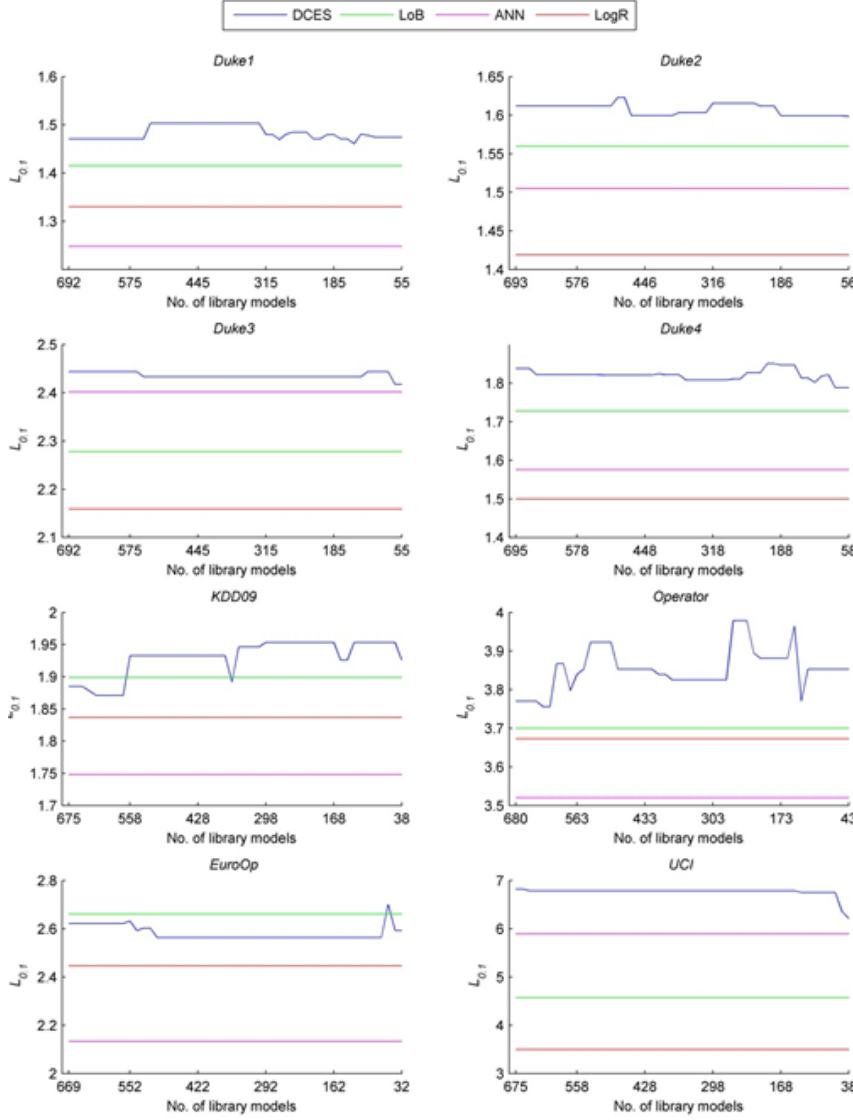 DCES LoB ANN LogR
Duke1 Duke2
1.6 1.65
1.5 1.6
1.4 1.55
1.3 1.5
1.45
1.4
L0.1 L0.1
692 575 445 315 185 55 693 576 446 316 186 56
No. of library models No. of library models
Duke3 Duke4
2.5 1.8
2.4 1.7
2.3 1.6
2.2 1.5
2.1 1.4
L0.1 L0.1
692 575 445 315 185 55 695 578 448 318 188 58
No. of library models No. of library models
KDD09 Operator
2 4
1.95 3.9
1.9 3.8
1.85 3.7
1.8 3.6
1.75 3.5
1.7
0.1 L0.1
675 558 428 298 168 38 680 563 433 303 173 43
No. of library models No. of library models
EuroOp UCI
2.8 7
2.6 6
2.4 5
2.2 4
2 3
L0.1 L0.1
669 552 422 292 162 32 675 558 428 298 168 38
No. of library models No. of library models